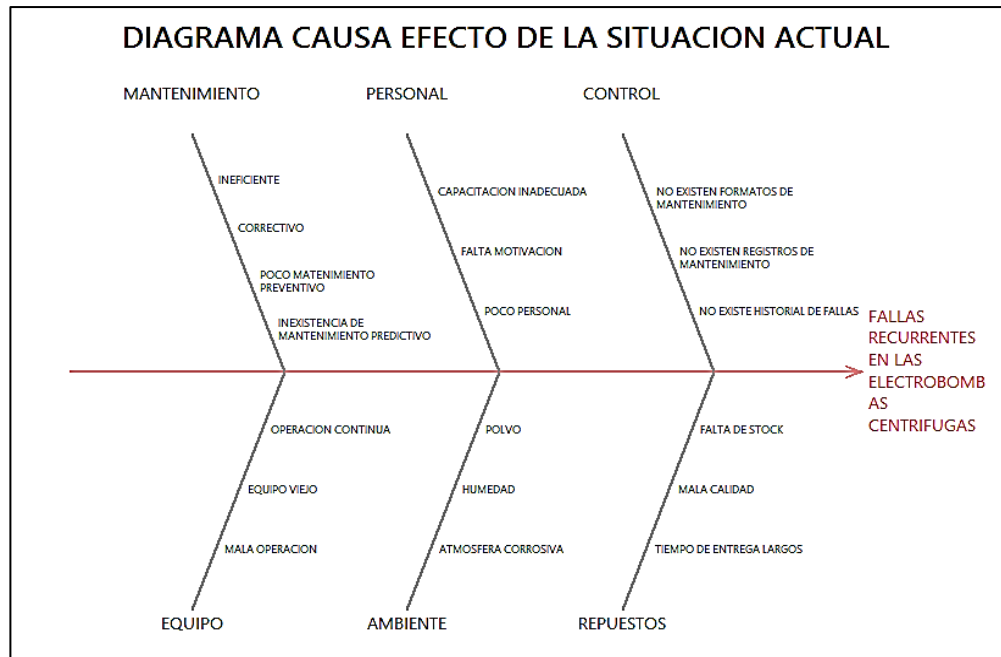 DIAGRAMA CAUSA EFECTO DE LA SITUACION ACTUAL
MANTENIMIENTO
INEFICIENTE
CORRECTIVO
POCO MATENIMIENTO
PREVENTIVO
INEXISTENCIA DE
MANTENIMIENTO PREDICTIVO
PERSONAL
CAPACITACION INADECUADA
FALTA MOTIVACION
POCO PERSONAL
CONTROL
NO EXISTEN FORMATOS DE
MANTENIMIENTO
NO EXISTEN REGISTROS DE
MANTENIMIENTO
NO EXISTE HISTORIAL DE FALLAS
FALLAS
RECURRENTES
EN LAS
ELECTROBOMB
AS
CENTRIFUGAS
OPERACION CONTINUA
EQUIPO VIEJO
MALA OPERACION
EQUIPO
POLVO
HUMEDAD
ATMOSFERA CORROSIVA
AMBIENTE
FALTA DE STOCK
MALA CALIDAD
TIEMPO DE ENTREGA LARGOS
REPUESTOS